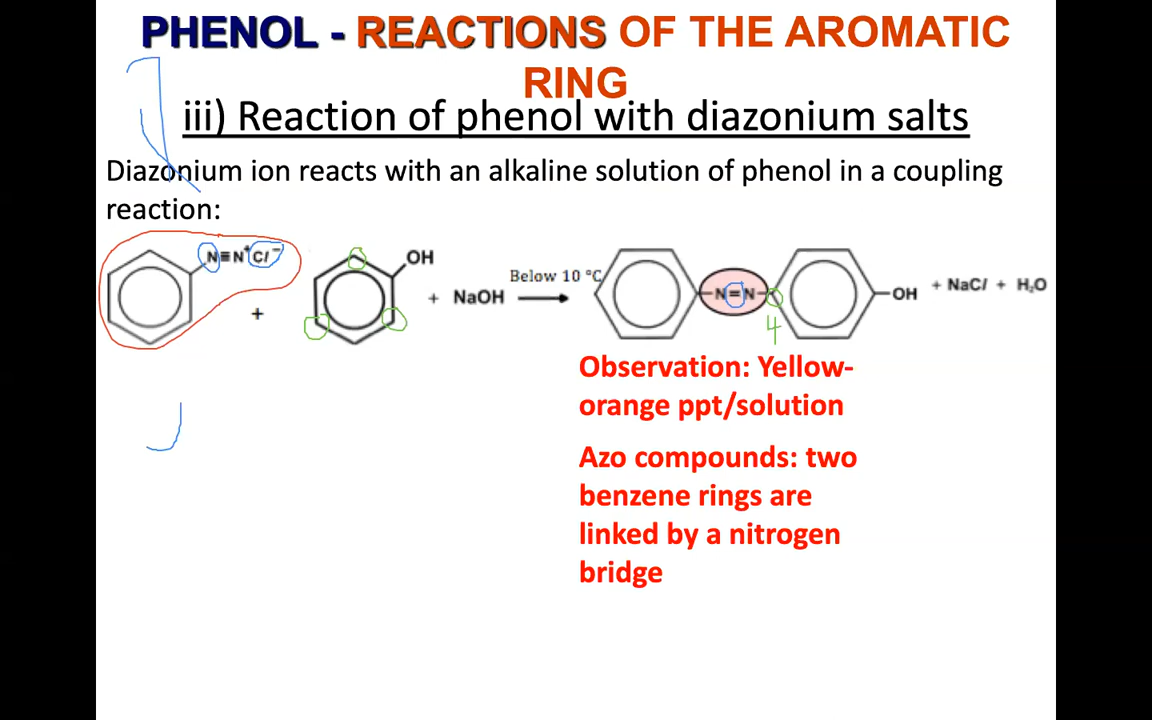 PHENOL - REACTIONS OF THE AROMATIC
RING
iii) Reaction of phenol with diazonium salts
Diazonium ion reacts with an alkaline solution of phenol in a coupling
reaction:
N≡N⁺Cl⁻
+
OH
+ NaOH
Below 10 °C
N=N
OH
+ NaCl + H₂O
4
Observation: Yellow-
orange ppt/solution
Azo compounds: two
benzene rings are
linked by a nitrogen
bridge